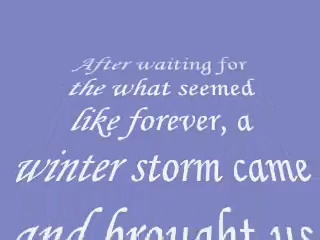 After waiting for
the what seemed
like forever, a
winter storm came
and brought us